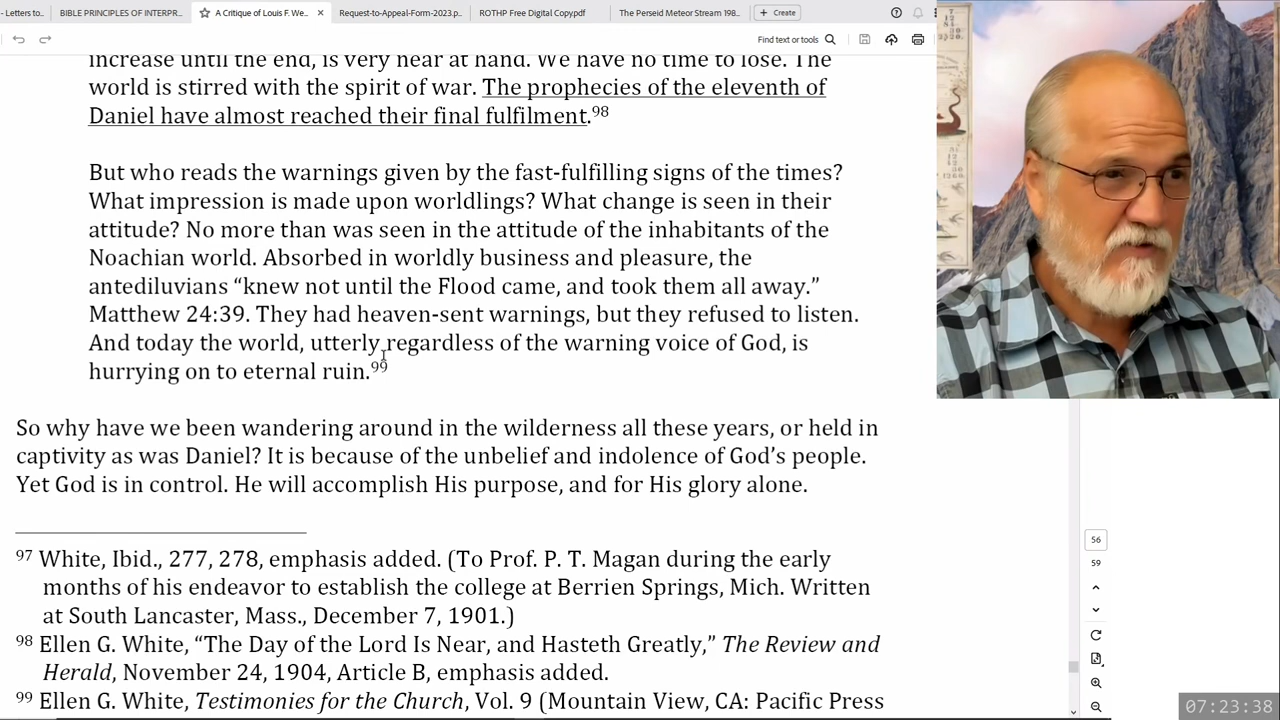 - Letters to...
BIBLE PRINCIPLES OF INTERPR...
A Critique of Louis F. We...
Request-to-Appeal-Form-2023.p...
ROTHP Free Digital Copy.pdf
The Perseid Meteor Stream 198...
+ Create
Find text or tools
increase until the end, is very near at hand. We have no time to lose. The
world is stirred with the spirit of war. The prophecies of the eleventh of
Daniel have almost reached their final fulfilment.98
But who reads the warnings given by the fast-fulfilling signs of the times?
What impression is made upon worldlings? What change is seen in their
attitude? No more than was seen in the attitude of the inhabitants of the
Noachian world. Absorbed in worldly business and pleasure, the
antediluvians “knew not until the Flood came, and took them all away.”
Matthew 24:39. They had heaven-sent warnings, but they refused to listen.
And today the world, utterly regardless of the warning voice of God, is
hurrying on to eternal ruin.99
So why have we been wandering around in the wilderness all these years, or held in
captivity as was Daniel? It is because of the unbelief and indolence of God’s people.
Yet God is in control. He will accomplish His purpose, and for His glory alone.
97 White, Ibid., 277, 278, emphasis added. (To Prof. P. T. Magan during the early
months of his endeavor to establish the college at Berrien Springs, Mich. Written
at South Lancaster, Mass., December 7, 1901.)
98 Ellen G. White, “The Day of the Lord Is Near, and Hasteth Greatly,” The Review and
Herald, November 24, 1904, Article B, emphasis added.
99 Ellen G. White, Testimonies for the Church, Vol. 9 (Mountain View, CA: Pacific Press
56
59
07:23:38